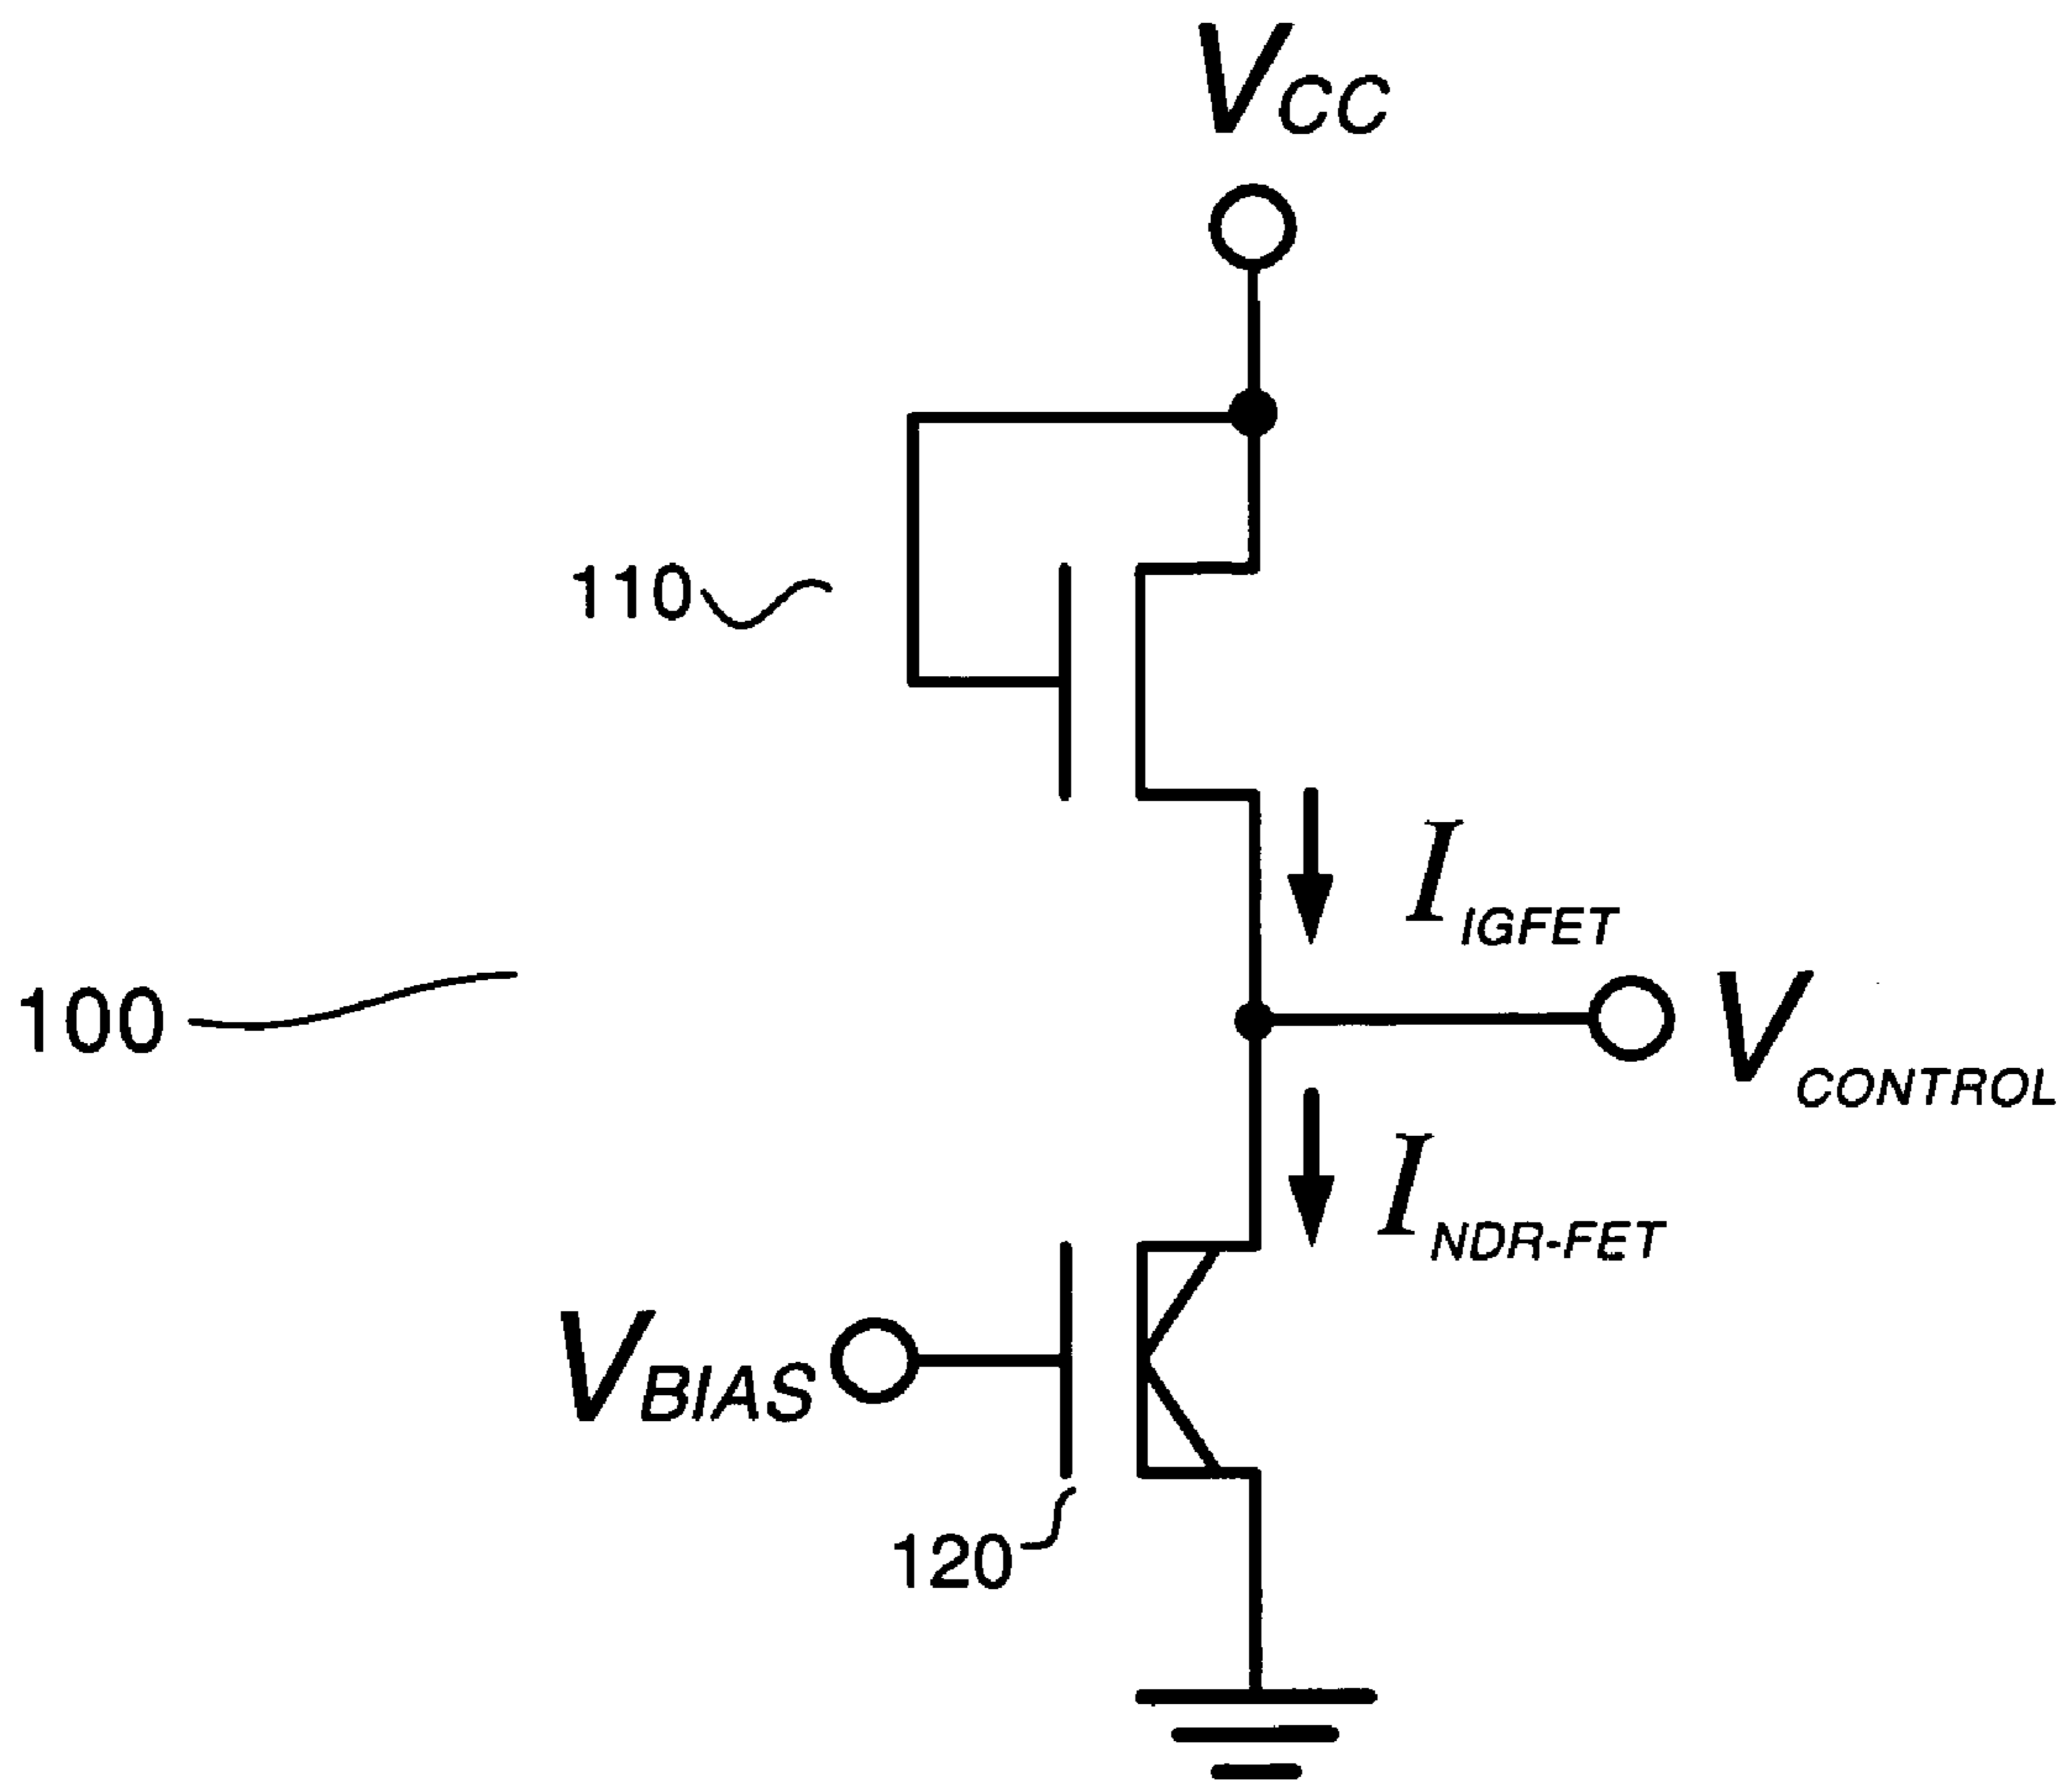 VCC
110
IIGFET
100
VCONTROL
INDR-FET
VBIAS
120